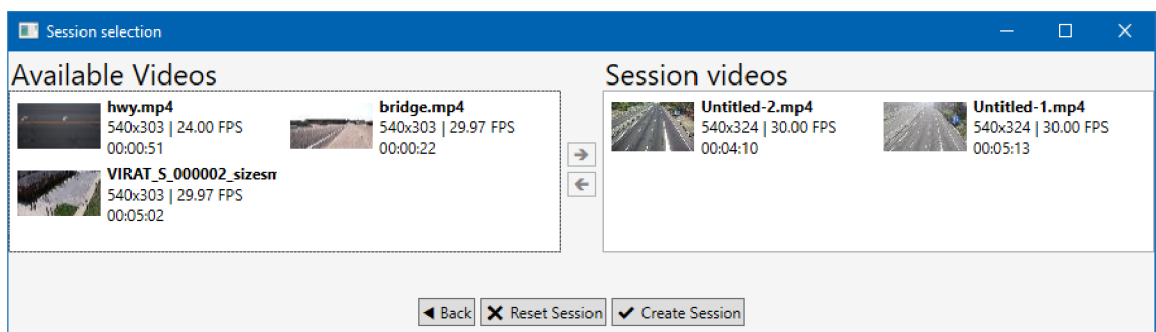 Session selection
Available Videos
hwy.mp4
540x303 | 24.00 FPS
00:00:51
bridge.mp4
540x303 | 29.97 FPS
00:00:22
VIRAT_S_000002_sizesm
540x303 | 29.97 FPS
00:05:02
Session videos
Untitled-2.mp4
540x324 | 30.00 FPS
00:04:10
Untitled-1.mp4
540x324 | 30.00 FPS
00:05:13
Back
Reset Session
Create Session